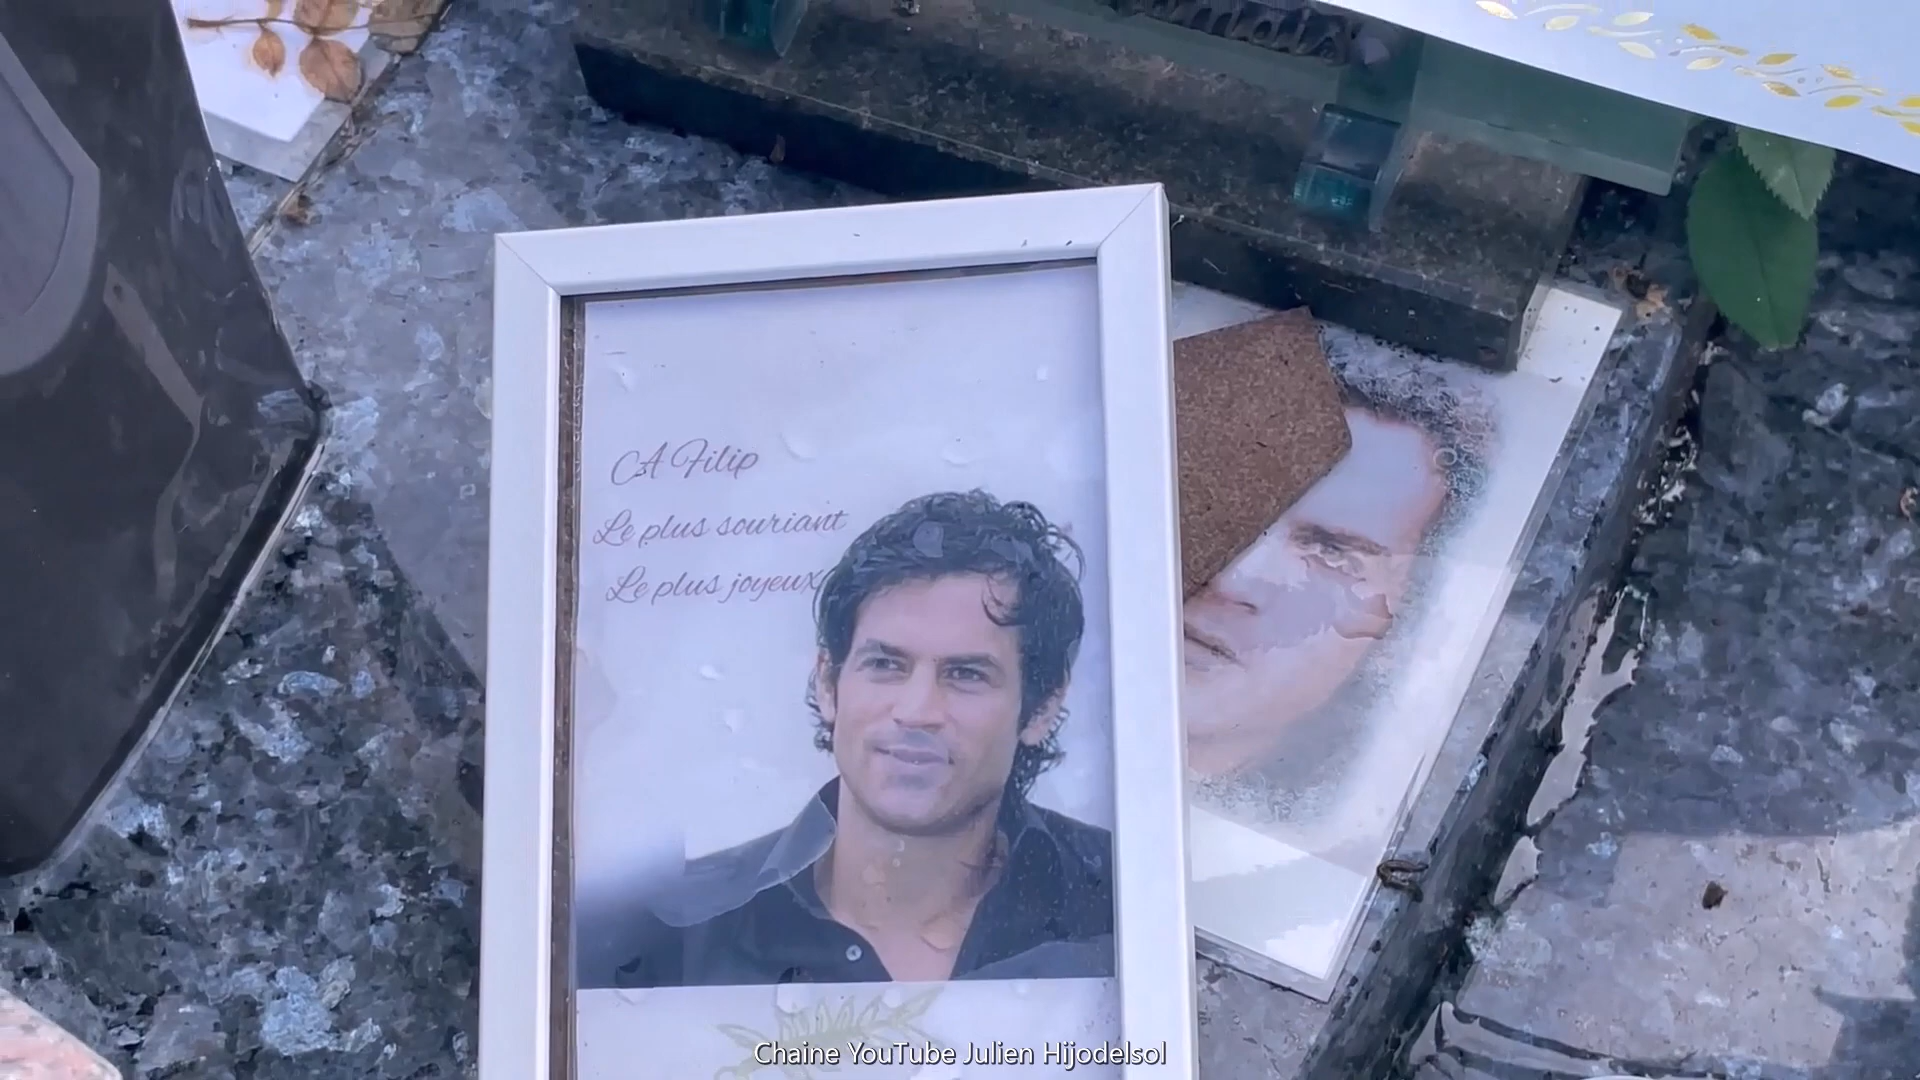 A Filip
Le plus souriant
Le plus joyeux
Chaine YouTube Julien Hijodelsol